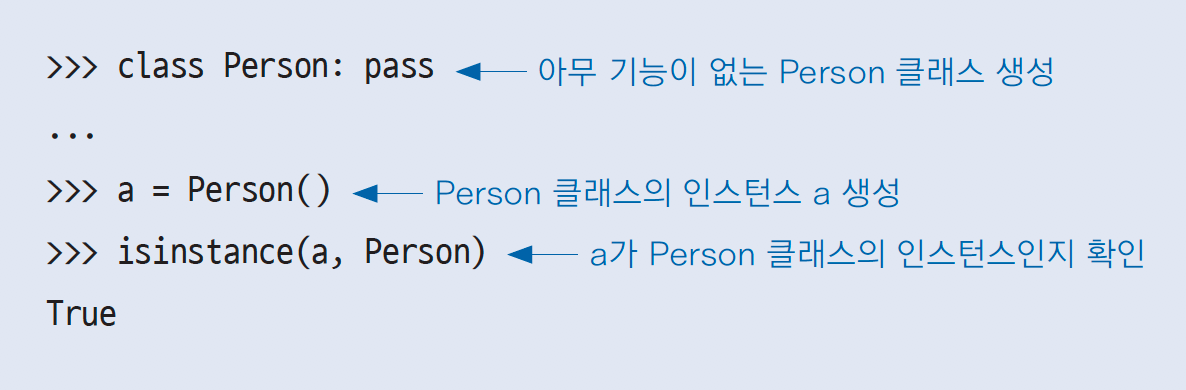 >>> class Person: pass 아무 기능이 없는 Person 클래스 생성
...
>>> a = Person() Person 클래스의 인스턴스 a 생성
>>> isinstance(a, Person) a가 Person 클래스의 인스턴스인지 확인
True